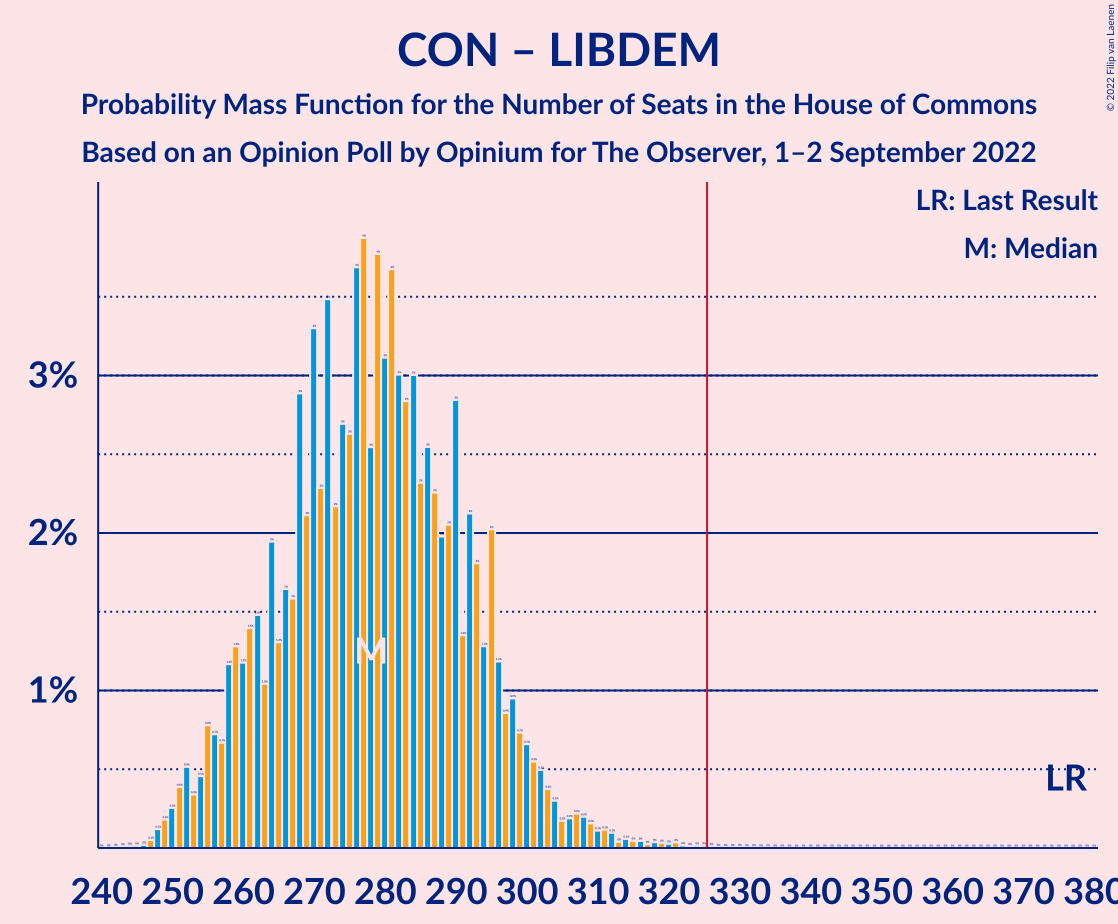 CON – LIBDEM
Probability Mass Function for the Number of Seats in the House of Commons
Based on an Opinion Poll by Opinium for The Observer, 1–2 September 2022
© 2022 Filip van Laenen
LR: Last Result
M: Median
3%
2%
1%
M
LR
240 250 260 270 280 290 300 310 320 330 340 350 360 370 380